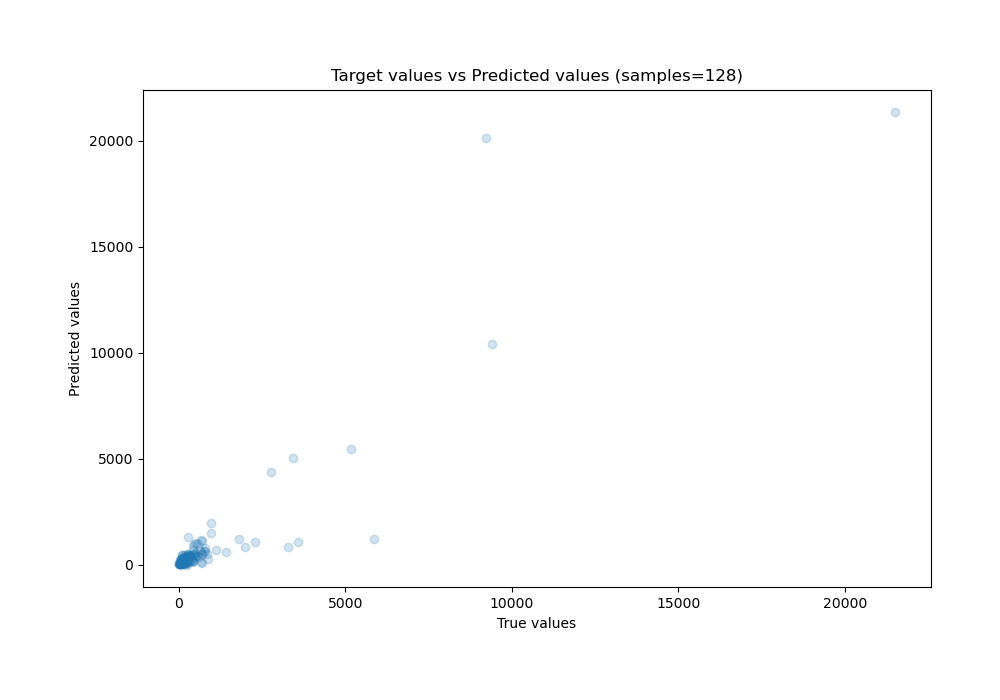 Target values vs Predicted values (samples=128)
20000
15000
10000
5000
0
Predicted values
0 5000 10000 15000 20000
True values